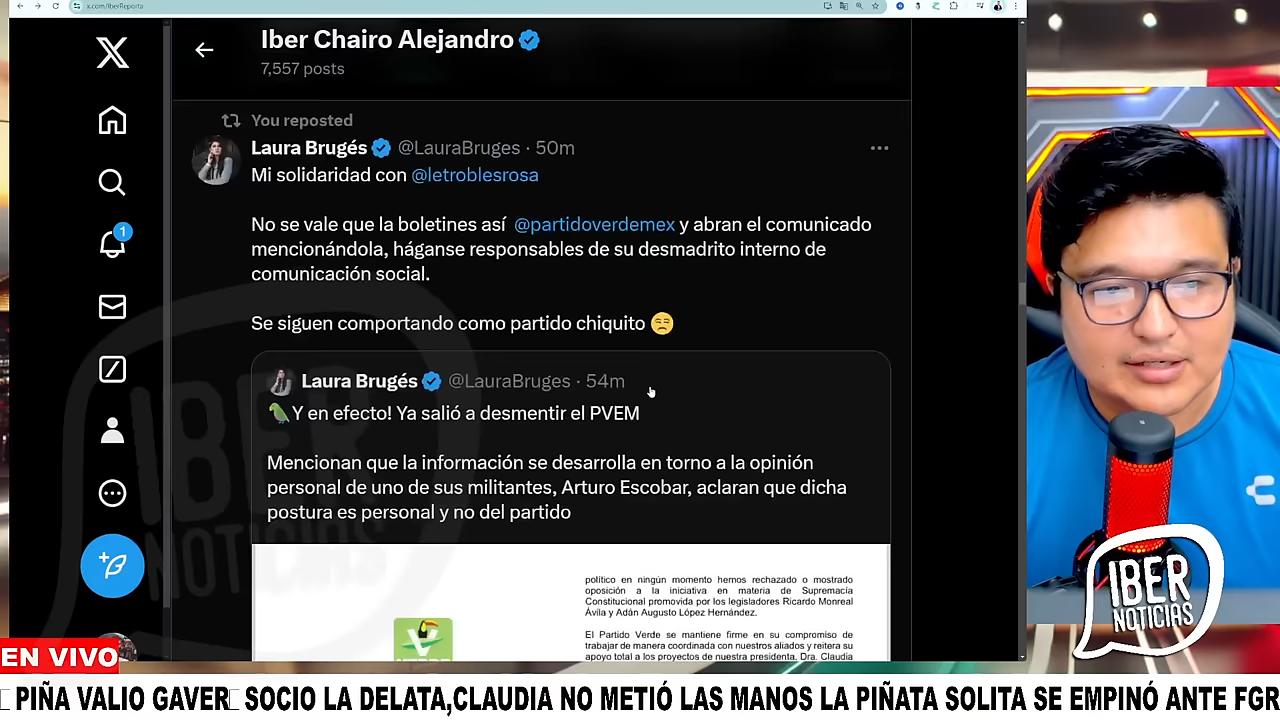 x.com/IberReporta
Iber Chairo Alejandro
7,557 posts
You reposted
Laura Brugés @LauraBruges · 50m
Mi solidaridad con @letroblesrosa
No se vale que la boletines así @partidoverdemex y abran el comunicado
mencionándola, háganse responsables de su desmadrito interno de
comunicación social.
Se siguen comportando como partido chiquito
Laura Brugés @LauraBruges · 54m
Y en efecto! Ya salió a desmentir el PVEM
Mencionan que la información se desarrolla en torno a la opinión
personal de uno de sus militantes, Arturo Escobar, aclaran que dicha
postura es personal y no del partido
político en ningún momento hemos rechazado o mostrado
oposición a la iniciativa en materia de Supremacía
Constitucional promovida por los legisladores Ricardo Monreal
Ávila y Adán Augusto López Hernández.
El Partido Verde se mantiene firme en su compromiso de
trabajar de manera coordinada con nuestros aliados y reitera su
apoyo total a los proyectos de nuestra presidenta, Dra. Claudia
1
IBER
NOTICIAS
IBER
NOTICIAS
EN VIVO
PIÑA VALIO GAVER SOCIO LA DELATA,CLAUDIA NO METIÓ LAS MANOS LA PIÑATA SOLITA SE EMPINÓ ANTE FGR